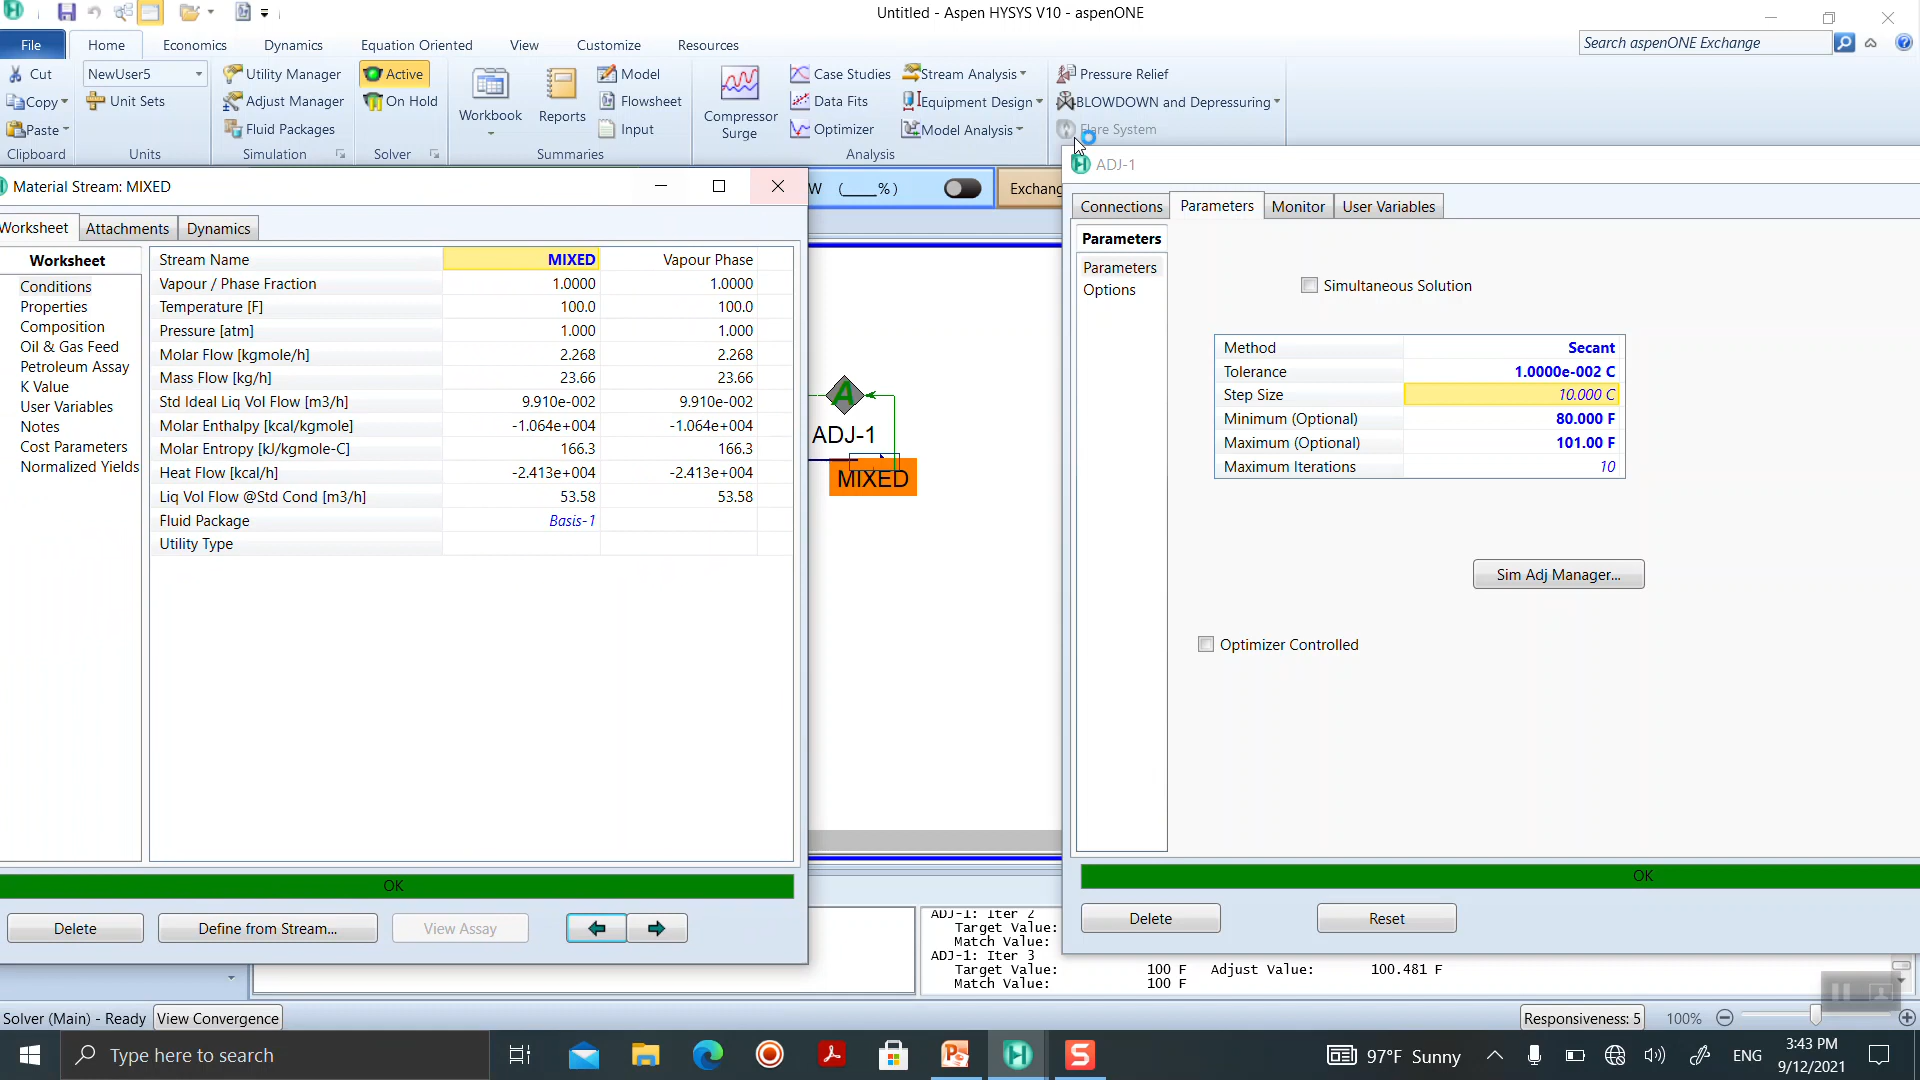 Untitled - Aspen HYSYS V10 - aspenONE
File Home Economics Dynamics Equation Oriented View Customize Resources
Search aspenONE Exchange
Cut NewUser5 Utility Manager Active Model Case Studies Stream Analysis Pressure Relief
Copy Unit Sets Adjust Manager On Hold Workbook Reports Flowsheet Compressor Surge Data Fits Equipment Design BLOWDOWN and Depressuring
Paste Fluid Packages Input Optimizer Model Analysis Flare System
Clipboard Units Simulation Solver Summaries Analysis
Material Stream: MIXED
W (___%)
Exchang
ADJ-1
Worksheet Attachments Dynamics
Worksheet
Conditions
Properties
Composition
Oil & Gas Feed
Petroleum Assay
K Value
User Variables
Notes
Cost Parameters
Normalized Yields
Stream Name MIXED Vapour Phase
Vapour / Phase Fraction 1.0000 1.0000
Temperature [F] 100.0 100.0
Pressure [atm] 1.000 1.000
Molar Flow [kgmole/h] 2.268 2.268
Mass Flow [kg/h] 23.66 23.66
Std Ideal Liq Vol Flow [m3/h] 9.910e-002 9.910e-002
Molar Enthalpy [kcal/kgmole] -1.064e+004 -1.064e+004
Molar Entropy [kJ/kgmole-C] 166.3 166.3
Heat Flow [kcal/h] -2.413e+004 -2.413e+004
Liq Vol Flow @Std Cond [m3/h] 53.58 53.58
Fluid Package Basis-1
Utility Type
OK
Delete Define from Stream... View Assay
A
ADJ-1
MIXED
Connections Parameters Monitor User Variables
Parameters
Parameters
Options
Simultaneous Solution
Method Secant
Tolerance 1.0000e-002 C
Step Size 10.000 C
Minimum (Optional) 80.000 F
Maximum (Optional) 101.00 F
Maximum Iterations 10
Sim Adj Manager...
Optimizer Controlled
OK
Delete Reset
ADJ-1: Iter 2
Target Value:
Match Value:
ADJ-1: Iter 3
Target Value: 100 F Adjust Value: 100.481 F
Match Value: 100 F
Solver (Main) - Ready View Convergence
Responsiveness: 5 100%
Type here to search
97°F Sunny ENG 3:43 PM
9/12/2021